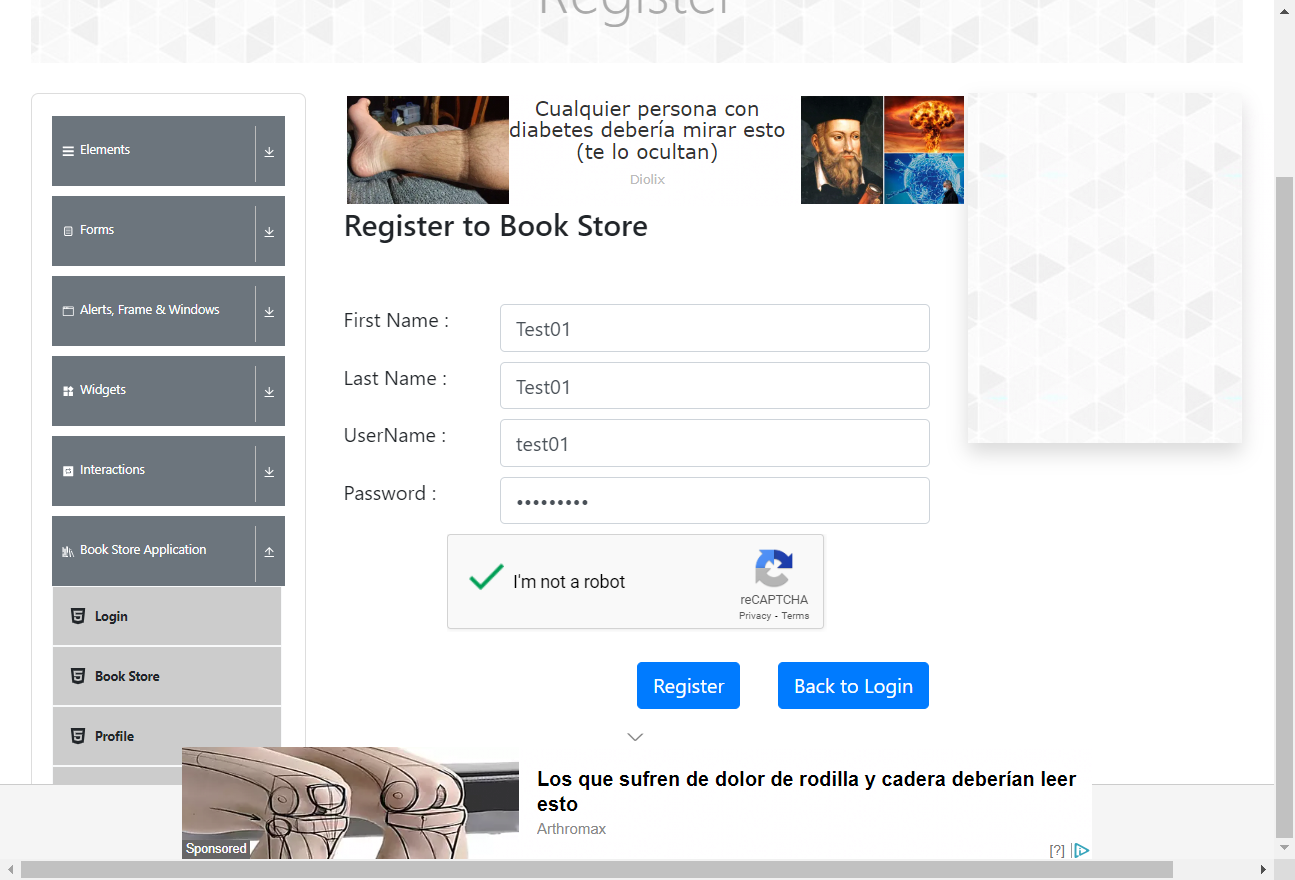 Register
Elements
Forms
Alerts, Frame & Windows
Widgets
Interactions
Book Store Application
Login
Book Store
Profile
Cualquier persona con
diabetes debería mirar esto
(te lo ocultan)
Diolix
Register to Book Store
First Name :
Test01
Last Name :
Test01
UserName :
test01
Password :
•••••••••
I'm not a robot
reCAPTCHA
Privacy - Terms
Register
Back to Login
Los que sufren de dolor de rodilla y cadera deberían leer
esto
Arthromax
Sponsored
[?]